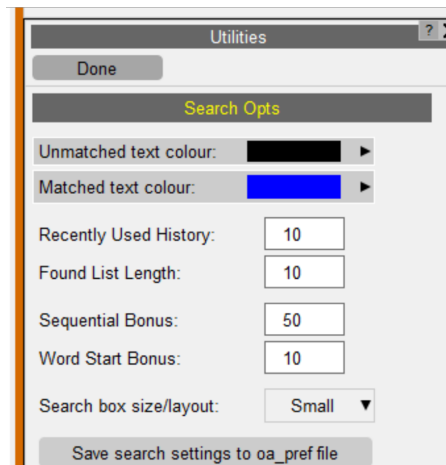 Utilities
?
Done
Search Opts
Unmatched text colour:
Matched text colour:
Recently Used History: 10
Found List Length: 10
Sequential Bonus: 50
Word Start Bonus: 10
Search box size/layout: Small
Save search settings to oa_pref file